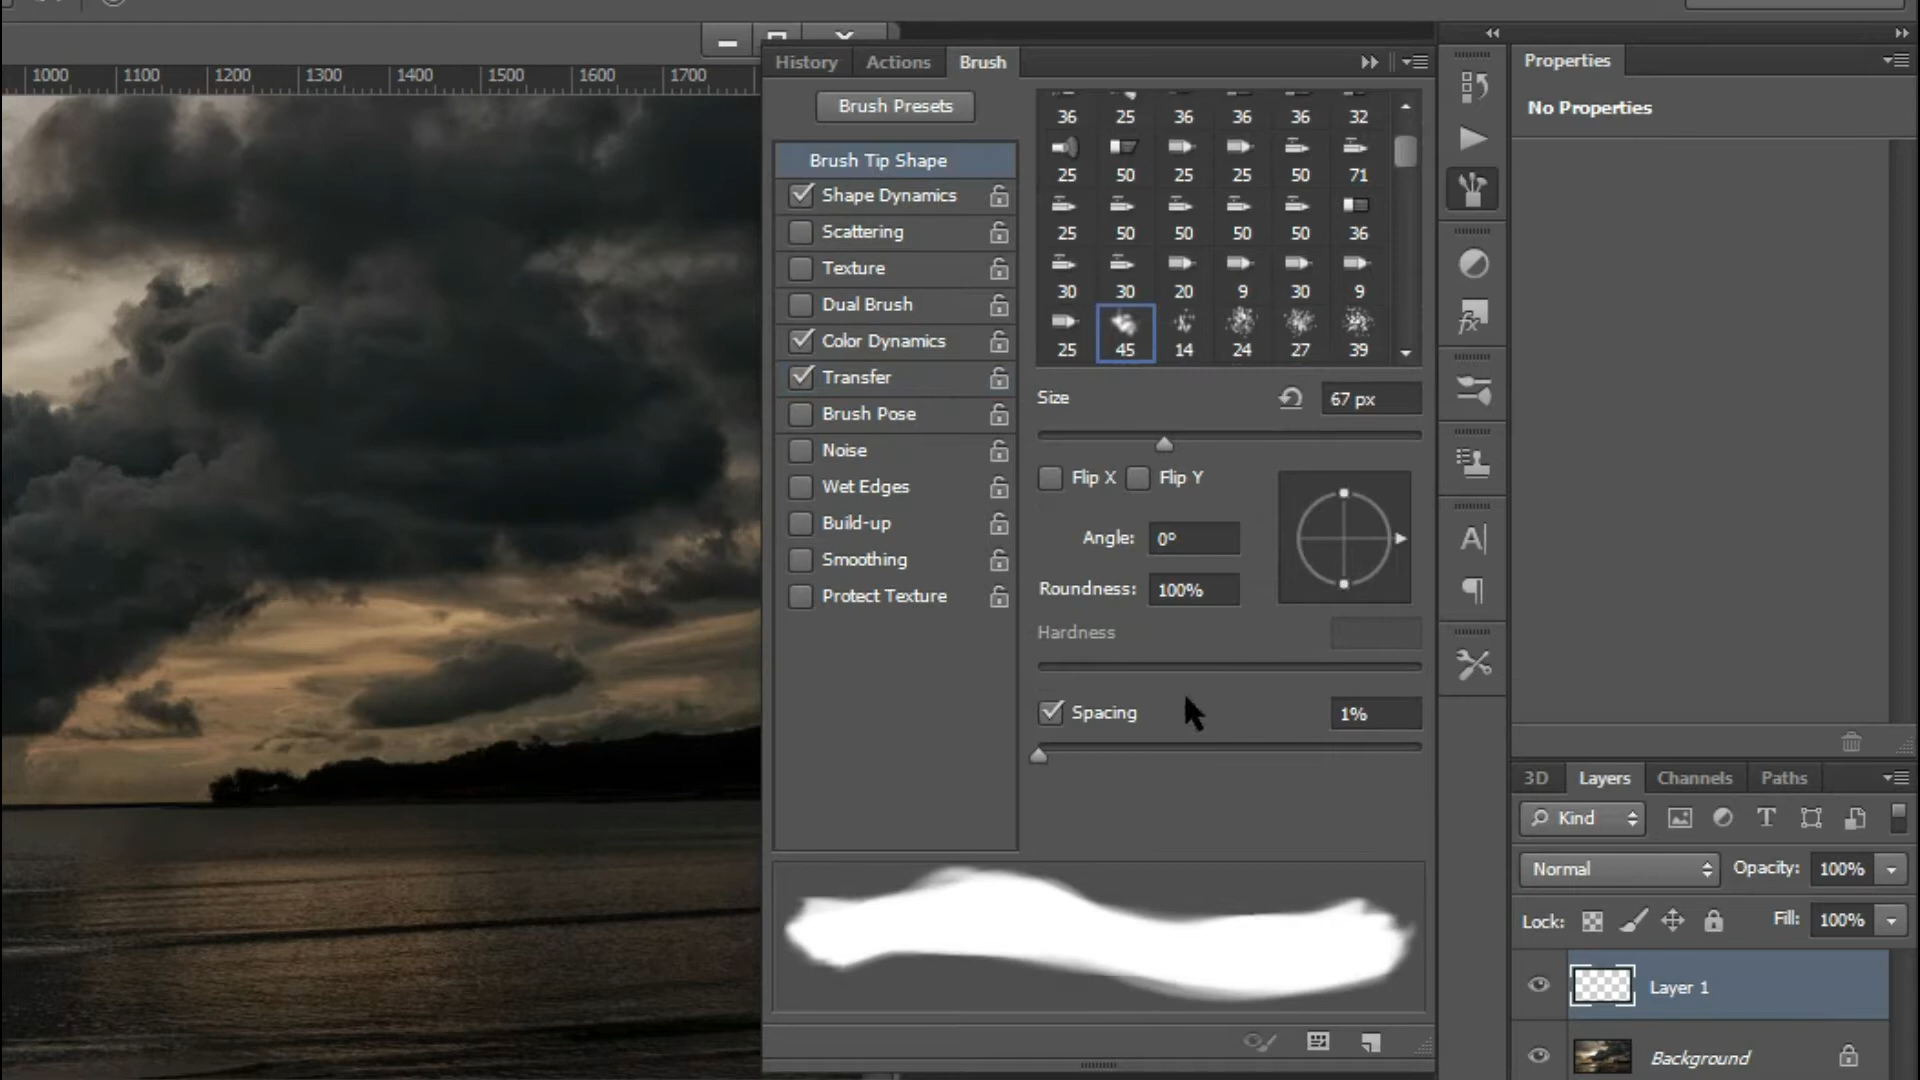 1000 1100 1200 1300 1400 1500 1600 1700
History Actions Brush
Brush Presets
Brush Tip Shape
Shape Dynamics
Scattering
Texture
Dual Brush
Color Dynamics
Transfer
Brush Pose
Noise
Wet Edges
Build-up
Smoothing
Protect Texture
36 25 36 36 36 32
25 50 25 25 50 71
25 50 50 50 50 36
30 30 20 9 30 9
25 45 14 24 27 39
Size 67 px
Flip X Flip Y
Angle: 0º
Roundness: 100%
Hardness
Spacing 1%
A
fx
Properties
No Properties
3D Layers Channels Paths
Kind T
Normal Opacity: 100%
Lock: Fill: 100%
Layer 1
Background